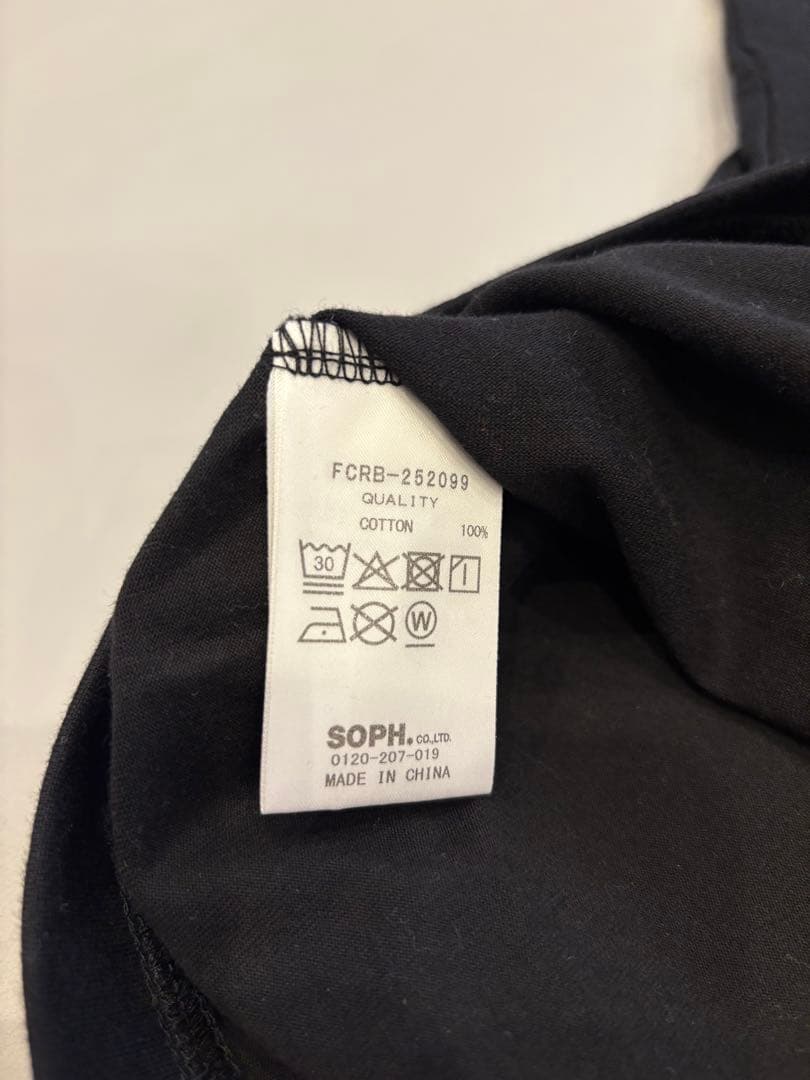 FCRB-252099
QUALITY
COTTON 100%
30
W
SOPH. CO.,LTD.
0120-207-019
MADE IN CHINA